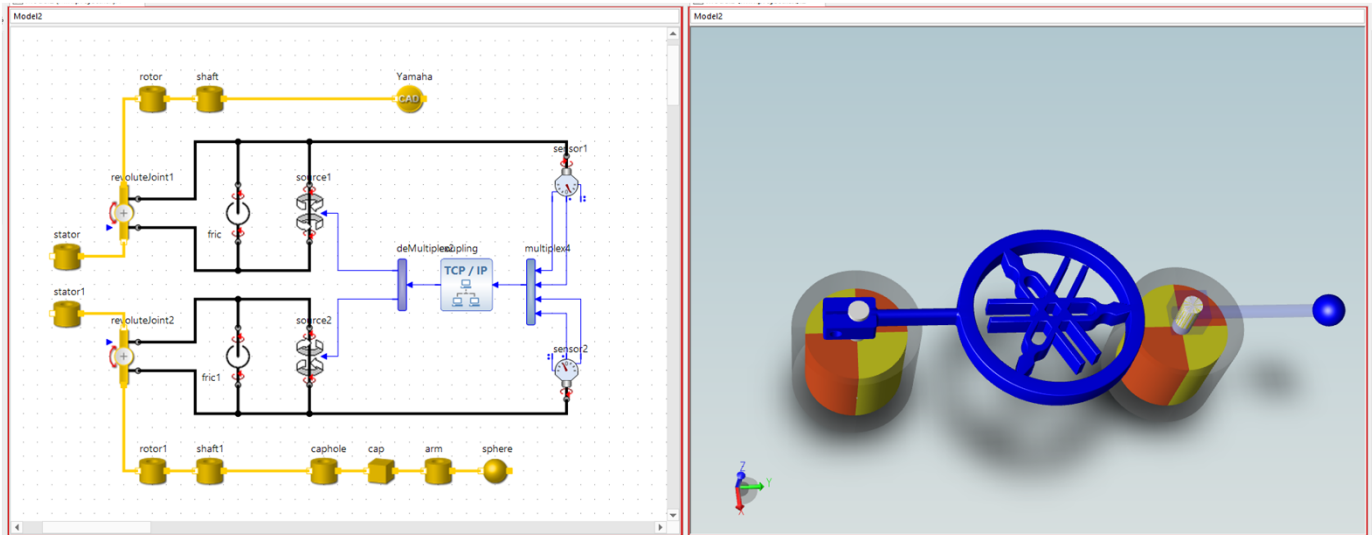 Model2
rotor
shaft
Yamaha
CAD
sensor1
revoluteJoint1
source1
fric
stator
deMultiplex2
coupling
multiplex4
TCP / IP
stator1
revoluteJoint2
source2
sensor2
fric1
rotor1
shaft1
caphole
cap
arm
sphere
Model2
Z
Y
X